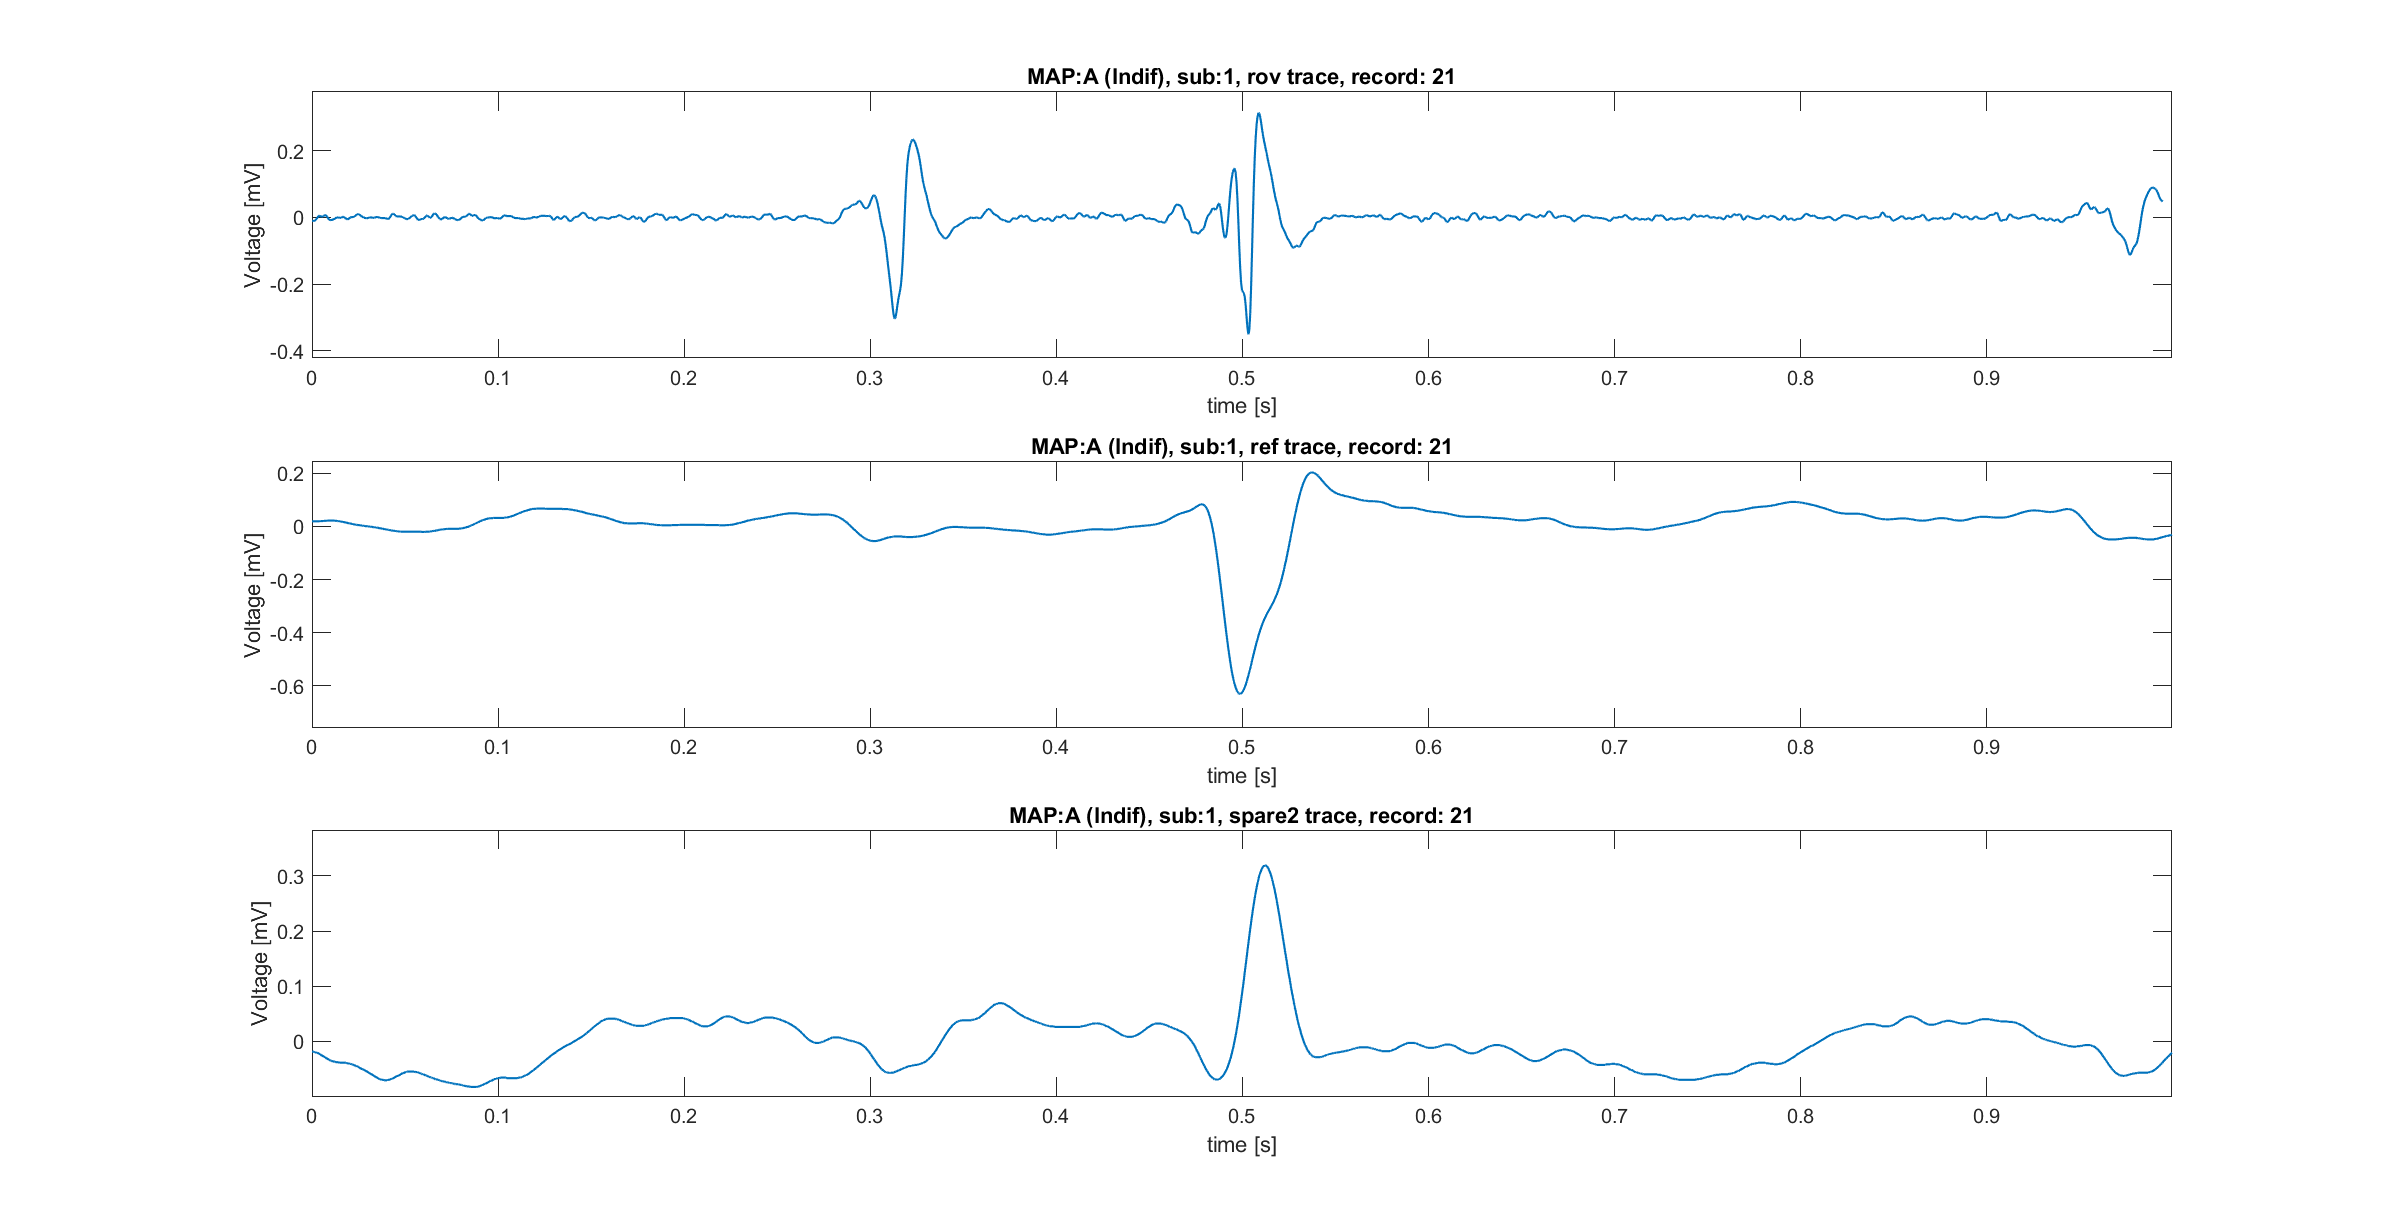 MAP:A (Indif), sub:1, rov trace, record: 21
Voltage [mV]
0.2
0
-0.2
-0.4
0 0.1 0.2 0.3 0.4 0.5 0.6 0.7 0.8 0.9
time [s]
MAP:A (Indif), sub:1, ref trace, record: 21
Voltage [mV]
0.2
0
-0.2
-0.4
-0.6
0 0.1 0.2 0.3 0.4 0.5 0.6 0.7 0.8 0.9
time [s]
MAP:A (Indif), sub:1, spare2 trace, record: 21
Voltage [mV]
0.3
0.2
0.1
0
0 0.1 0.2 0.3 0.4 0.5 0.6 0.7 0.8 0.9
time [s]